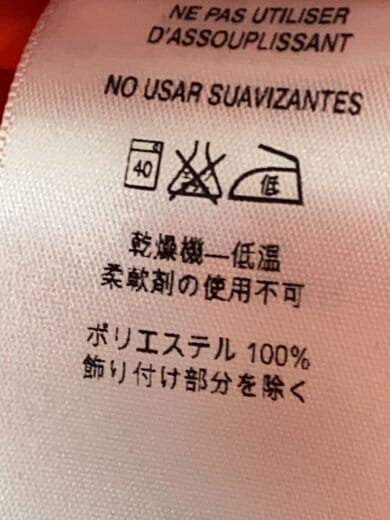 NE PAS UTILISER
D'ASSOUPLISSANT
NO USAR SUAVIZANTES
40 低
乾燥機—低温
柔軟剤の使用不可
ポリエステル 100%
飾り付け部分を除く